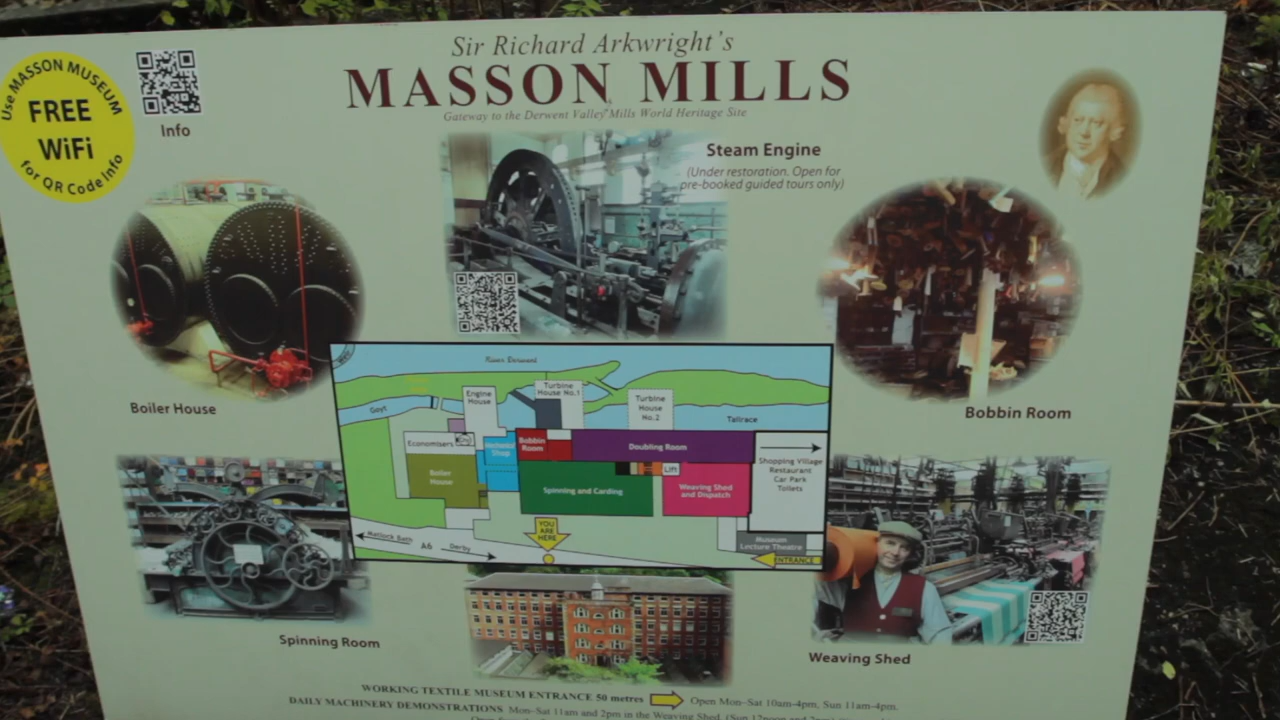 Use MASSON MUSEUM
FREE
WiFi
for QR Code Info
Info
Sir Richard Arkwright's
MASSON MILLS
Gateway to the Derwent Valley Mills World Heritage Site
Steam Engine
(Under restoration. Open for
pre-booked guided tours only)
Boiler House
Bobbin Room
River Derwent
Goyt
Engine
House
Turbine
House No.1
Turbine
House
No.2
Tailrace
Economisers
Shop
Bobbin
Room
Doubling Room
Boiler
House
Spinning and Carding
Lift
Weaving Shed
and Dispatch
Shopping Village
Restaurant
Car Park
Toilets
YOU
ARE
HERE
Matlock Bath
A6
Derby
Museum
Lecture Theatre
ENTRANCE
Spinning Room
Weaving Shed
WORKING TEXTILE MUSEUM ENTRANCE 50 metres Open Mon-Sat 10am-4pm, Sun 11am-4pm.
DAILY MACHINERY DEMONSTRATIONS Mon-Sat 11am and 2pm in the Weaving Shed. (Sun 12noon and 2pm)